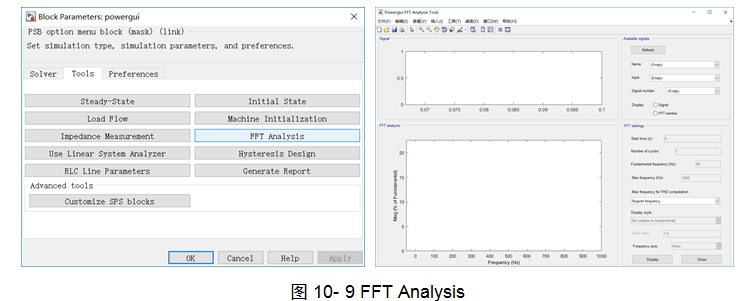 Block Parameters: powergui
PSB option menu block (mask) (link)
Set simulation type, simulation parameters, and preferences.
Solver Tools Preferences
Steady-State Initial State
Load Flow Machine Initialization
Impedance Measurement FFT Analysis
Use Linear System Analyzer Hysteresis Design
RLC Line Parameters Generate Report
Advanced tools
Customize SPS blocks
OK Cancel Help Apply
Powergui FFT Analysis Tool.
文件(F) 编辑(E) 查看(V) 插入(I) 工具(T) 桌面(D) 窗口(W) 帮助(H)
Signal
1
0.5
0
0.07 0.075 0.08 0.085 0.09 0.095 0.1
FFT analysis
Mag (% of Fundamental)
20
15
10
5
0
0 100 200 300 400 500 600 700 800 900 1000
Frequency (Hz)
Available signals
Refresh
Name: Empty
Input: Empty
Signal number: Empty
Display: Signal
FFT window
FFT settings
Start time (s): 0
Number of cycles: 1
Fundamental frequency (Hz): 60
Max frequency (Hz): 1000
Max frequency for THD computation:
Nyquist frequency
Display style:
Bar (relative to fundamental)
Base value: 1.0
Frequency axis: Hertz
Display Close
图 10- 9 FFT Analysis